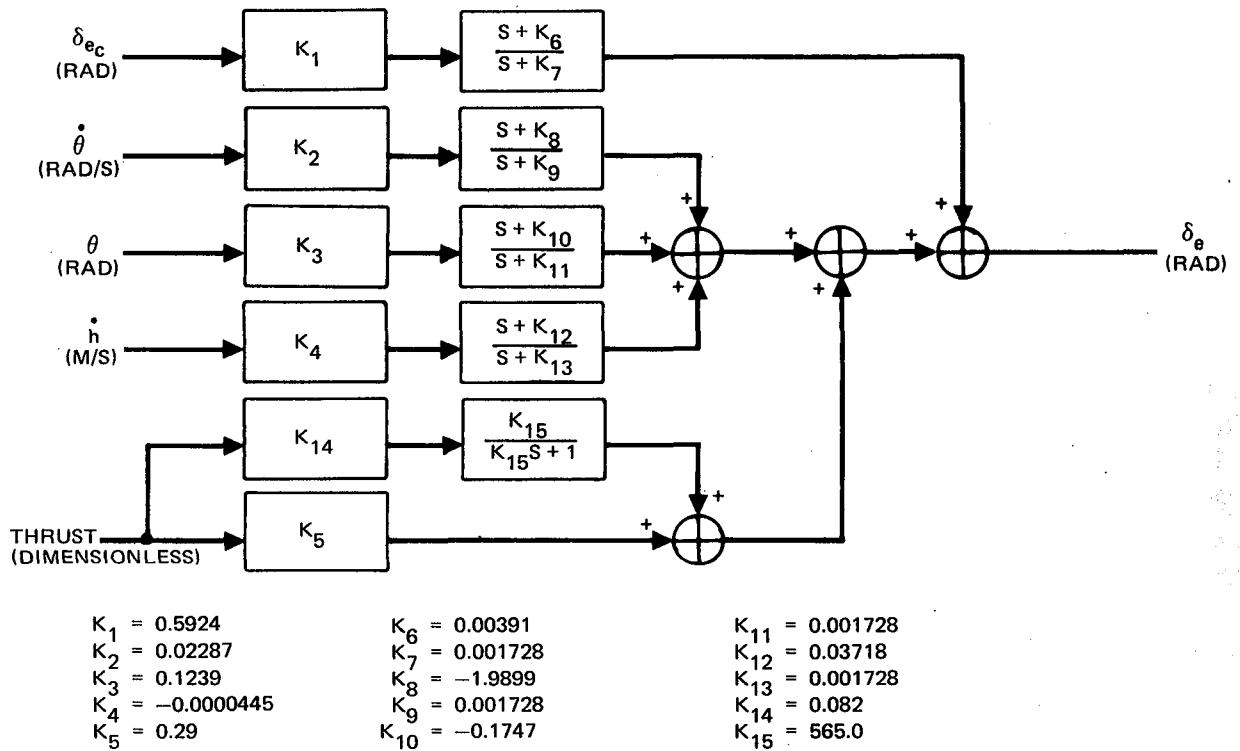 δec
(RAD)
K1
S + K6
S + K7
θ̇
(RAD/S)
K2
S + K8
S + K9
+
θ
(RAD)
K3
S + K10
S + K11
+
+
+
+
+
+
δe
(RAD)
ḣ
(M/S)
K4
S + K12
S + K13
K14
K15
K15S + 1
+
THRUST
(DIMENSIONLESS)
K5
+
K1 = 0.5924
K2 = 0.02287
K3 = 0.1239
K4 = −0.0000445
K5 = 0.29
K6 = 0.00391
K7 = 0.001728
K8 = −1.9899
K9 = 0.001728
K10 = −0.1747
K11 = 0.001728
K12 = 0.03718
K13 = 0.001728
K14 = 0.082
K15 = 565.0